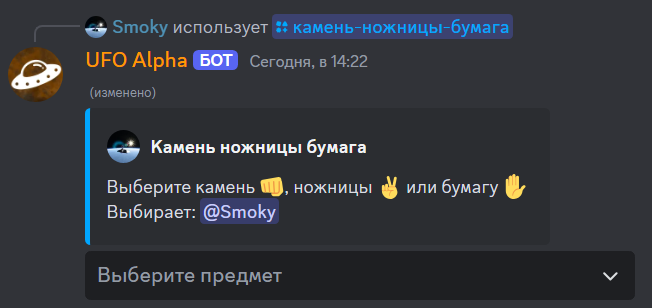 Smoky использует камень-ножницы-бумага
UFO Alpha БОТ Сегодня, в 14:22
(изменено)
Камень ножницы бумага
Выберите камень 👊, ножницы ✌ или бумагу ✋
Выбирает: @Smoky
Выберите предмет